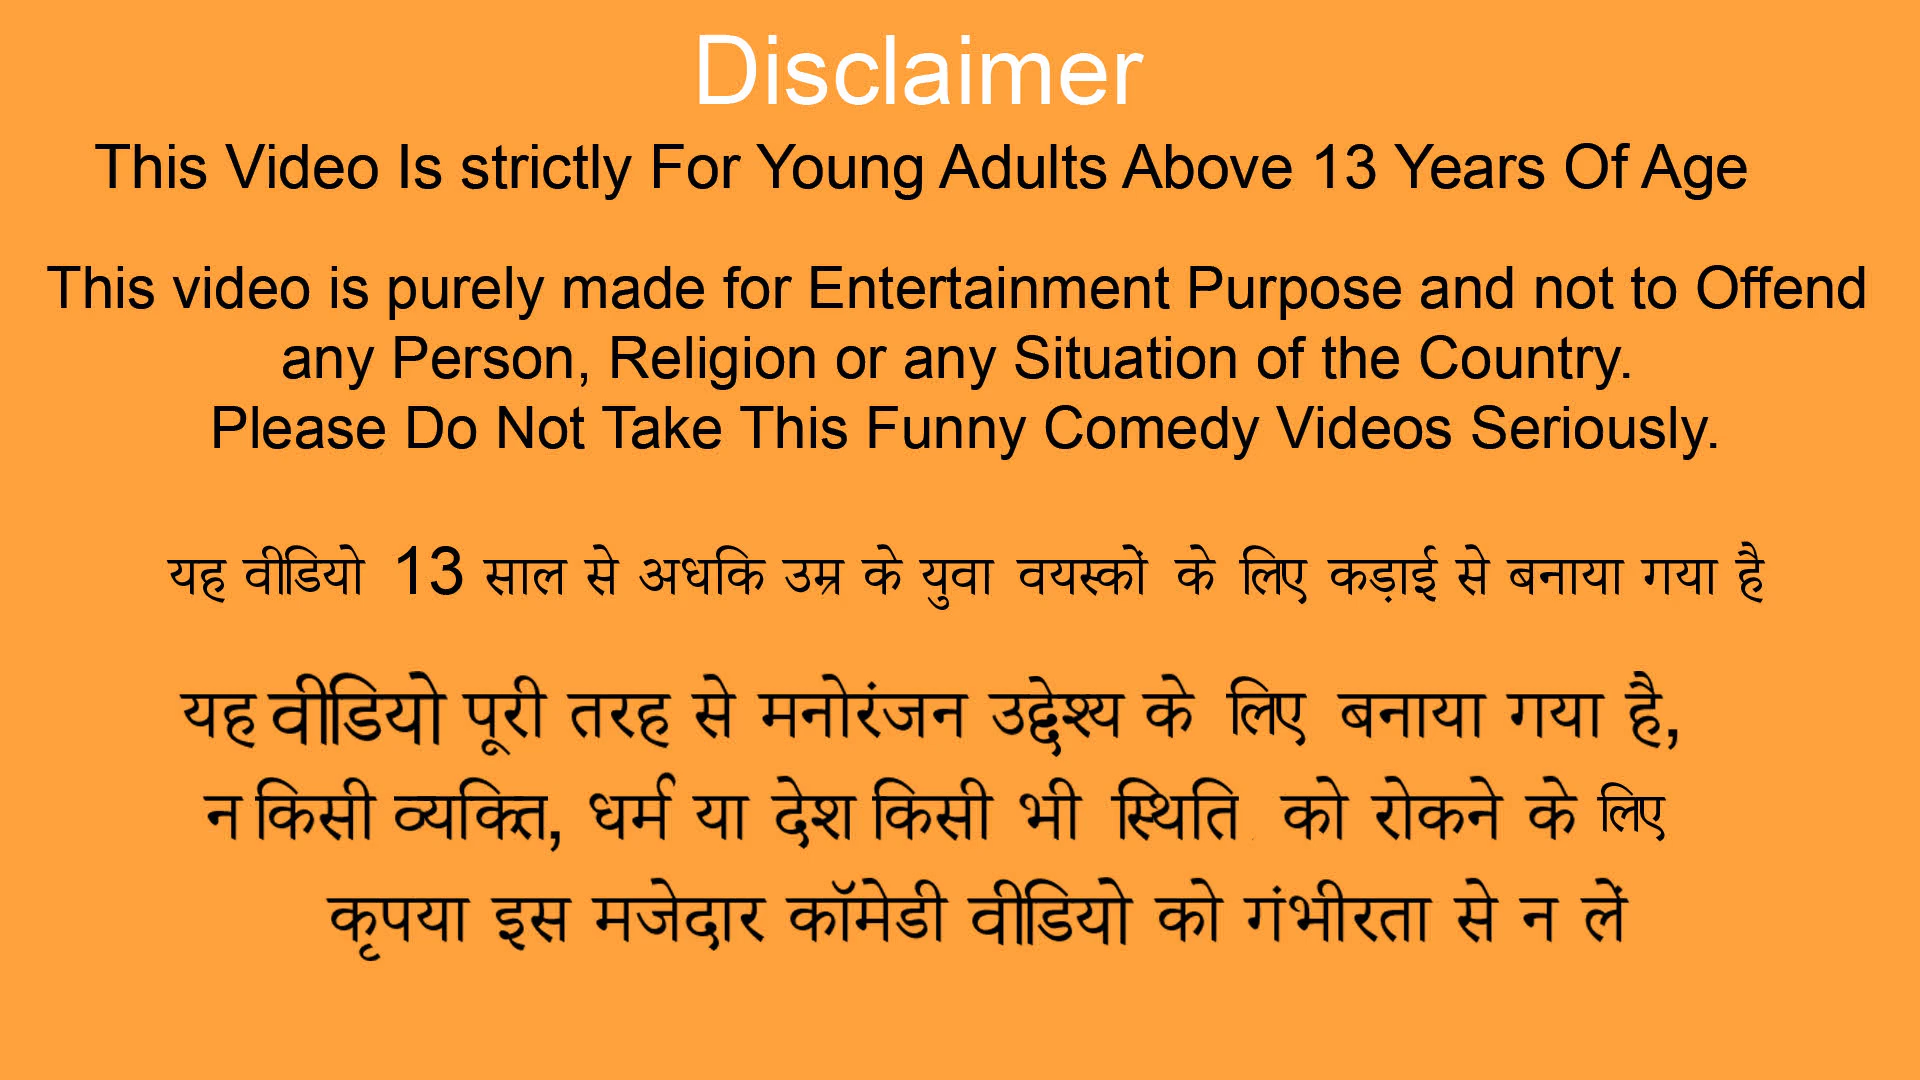 Disclaimer
This Video Is strictly For Young Adults Above 13 Years Of Age
This video is purely made for Entertainment Purpose and not to Offend
any Person, Religion or any Situation of the Country.
Please Do Not Take This Funny Comedy Videos Seriously.
यह वीडियो 13 साल से अधकि उम्र के युवा वयस्कों के लिए कड़ाई से बनाया गया है
यह वीडियो पूरी तरह से मनोरंजन उद्देश्य के लिए बनाया गया है,
न किसी व्यक्ति, धर्म या देश किसी भी स्थिति को रोकने के लिए
कृपया इस मजेदार कॉमेडी वीडियो को गंभीरता से न लें